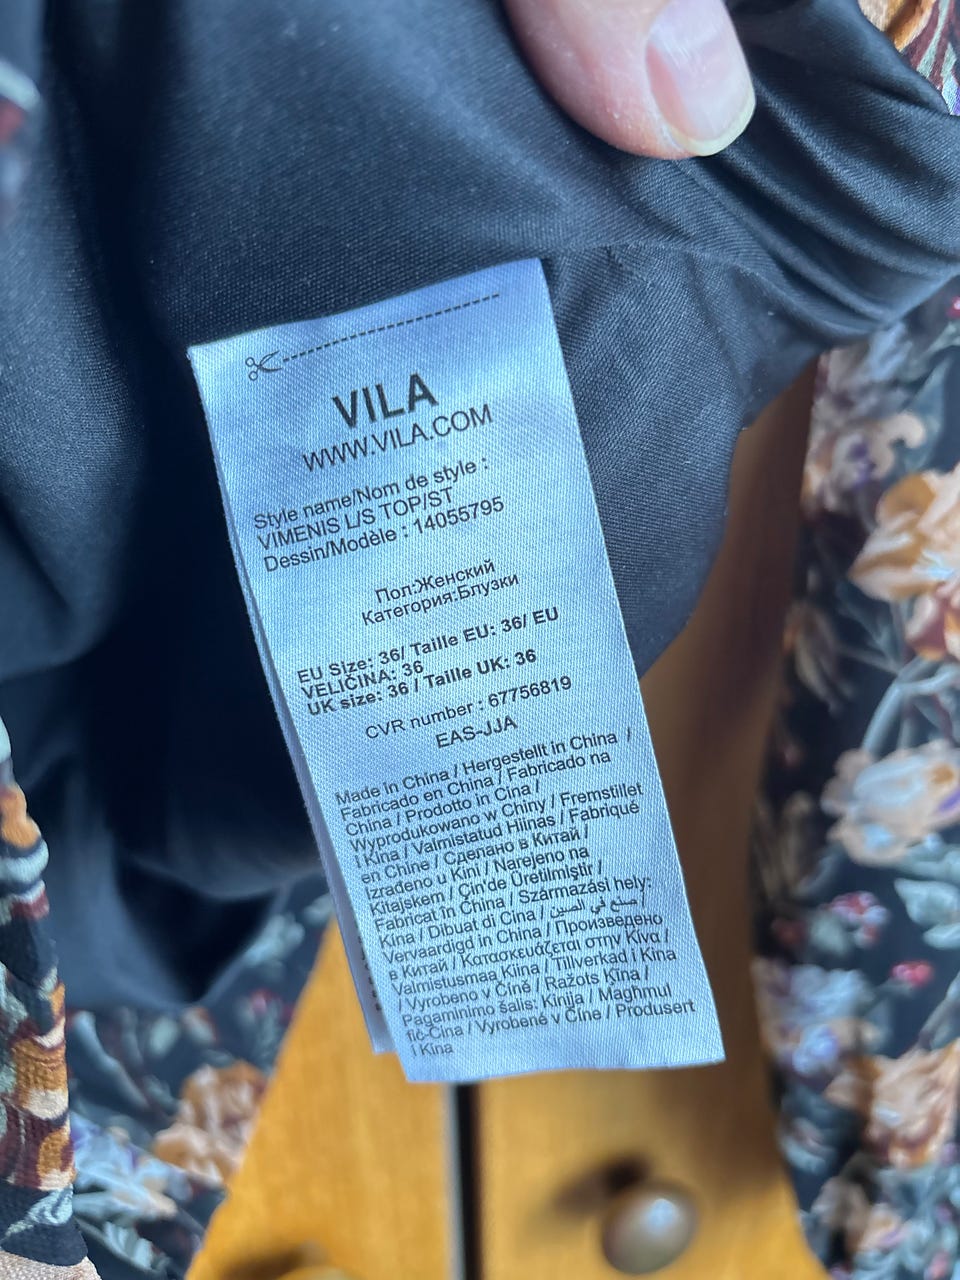 VILA
WWW.VILA.COM
Style name/Nom de style :
VIMENIS L/S TOP/ST
Dessin/Modèle : 14055795
Пол:Женский
Категория:Блузки
EU Size: 36/ Taille EU: 36/ EU
VELIČINA: 36
UK size: 36 / Taille UK: 36
CVR number : 67756819
EAS-JJA
Made in China / Hergestellt in China /
Fabricado en China / Fabricado na
China / Prodotto in Cina /
Wyprodukowano w Chiny / Fremstillet
i Kina / Valmistatud Hiinas / Fabriqué
en Chine / Сделано в Китай /
Izrađeno u Kini / Narejeno na
Kitajskem / Çin'de Üretilmiştir /
Fabricat în China / Származási hely:
Kína / Dibuat di Cina / صنع في الصين /
Vervaardigd in China / Произведено
в Китай / Κατασκευάζεται στην Κίνα /
Valmistusmaa Kiina / Tillverkad i Kina
/ Vyrobeno v Číně / Ražots Ķīna /
Pagaminimo šalis: Kinija / Magħmul
fiċ-Ċina / Vyrobené v Číne / Produsert
i Kina